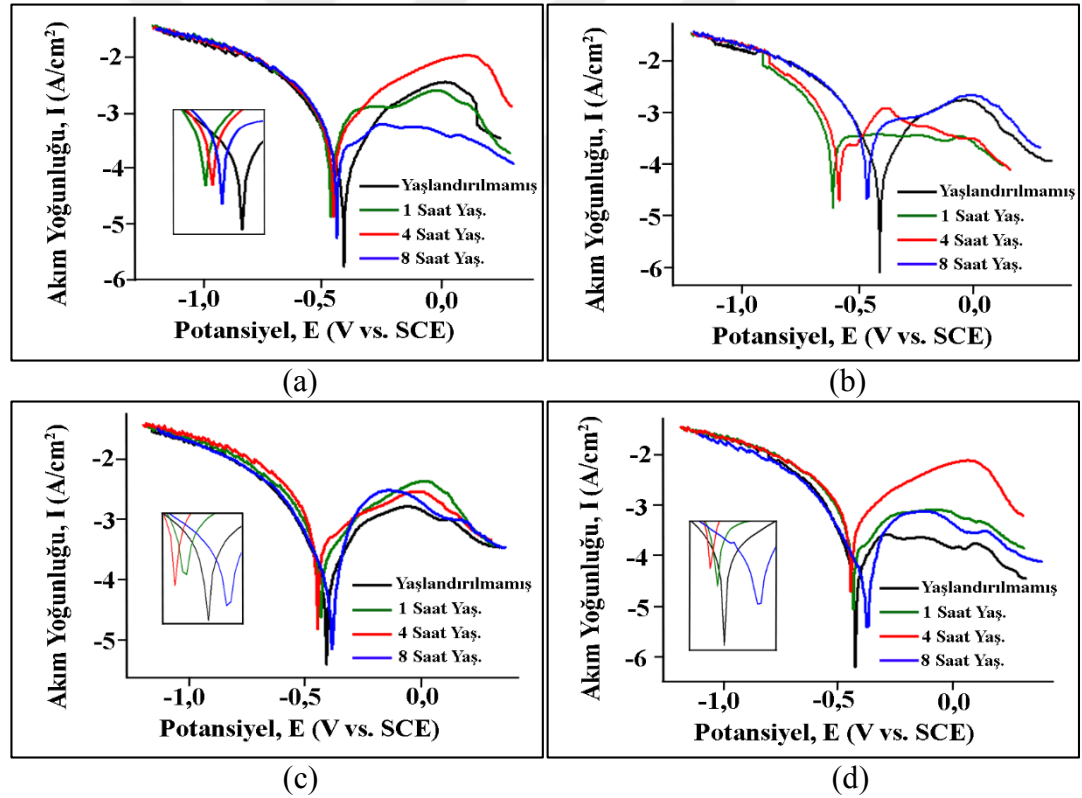 Akım Yoğunluğu, I (A/cm²)
-2
-3
-4
-5
-6
-1,0
-0,5
0,0
Potansiyel, E (V vs. SCE)
Yaşlandırılmamış
1 Saat Yaş.
4 Saat Yaş.
8 Saat Yaş.
(a)
Akım Yoğunluğu, I (A/cm²)
-2
-3
-4
-5
-6
-1,0
-0,5
0,0
Potansiyel, E (V vs. SCE)
Yaşlandırılmamış
1 Saat Yaş.
4 Saat Yaş.
8 Saat Yaş.
(b)
Akım Yoğunluğu, I (A/cm²)
-2
-3
-4
-5
-1,0
-0,5
0,0
Potansiyel, E (V vs. SCE)
Yaşlandırılmamış
1 Saat Yaş.
4 Saat Yaş.
8 Saat Yaş.
(c)
Akım Yoğunluğu, I (A/cm²)
-2
-3
-4
-5
-6
-1,0
-0,5
0,0
Potansiyel, E (V vs. SCE)
Yaşlandırılmamış
1 Saat Yaş.
4 Saat Yaş.
8 Saat Yaş.
(d)